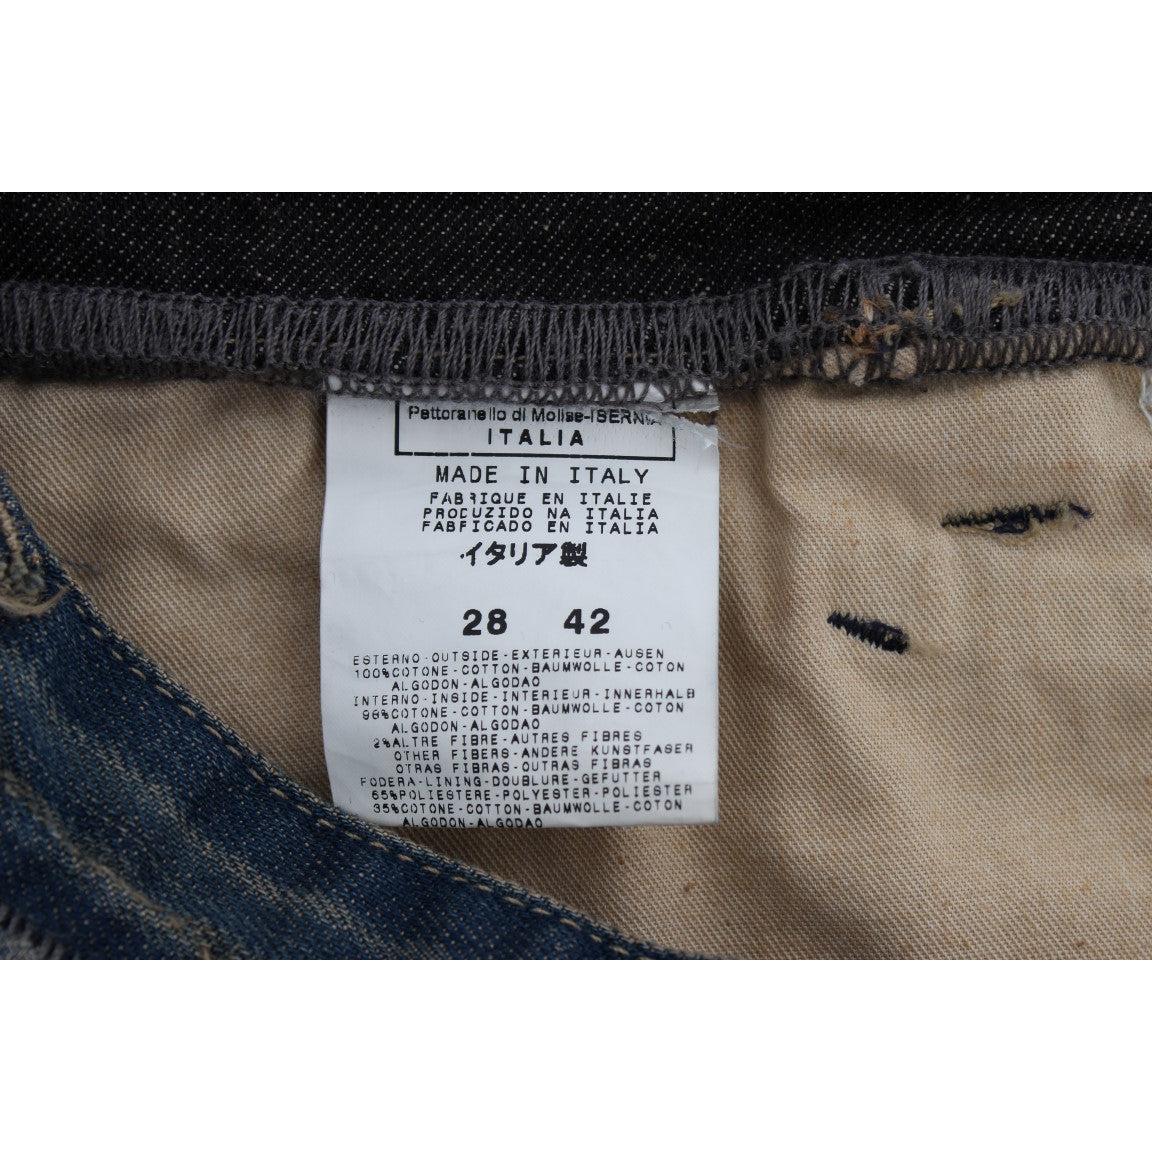 Pettoranello di Molise-ISERNIA
ITALIA
MADE IN ITALY
FABRIQUE EN ITALIE
PRODUZIDO NA ITALIA
FABFICADO EN ITALIA
イタリア製
28 42
ESTERNO-OUTSIDE-EXTERIEUR-AUSEN
100%COTONE-COTTON-BAUMWOLLE-COTON
ALGODON-ALGODAO
INTERNO-INSIDE-INTERIEUR-INNERHALB
98%COTONE-COTTON-BAUMWOLLE-COTON
ALGODON-ALGODAO
2%ALTRE FIBRE-AUTRES FIBRES
OTHER FIBERS-ANDERE KUNSTFASER
OTRAS FIBRAS-OUTRAS FIBRAS
FODERA-LINING-DOUBLURE-GEFUTTER
65%POLIESTERE-POLYESTER-POLIESTER
35%COTONE-COTTON-BAUMWOLLE-COTON
ALGODON-ALGODAO